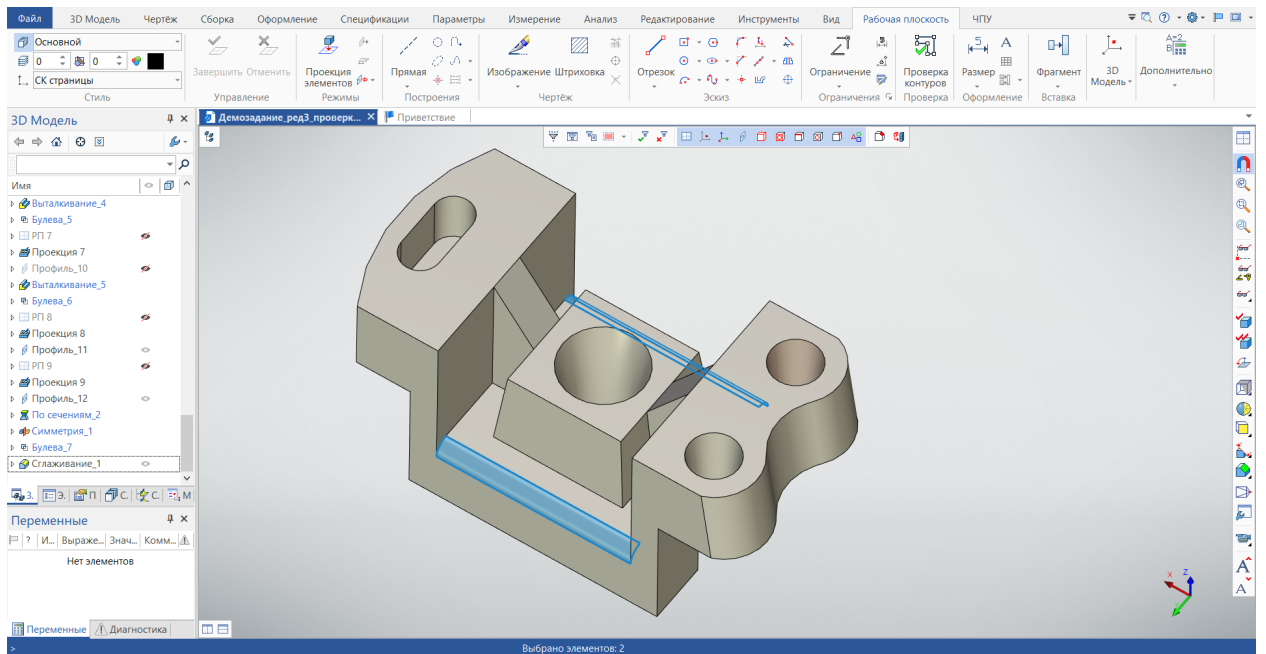 Файл 3D Модель Чертёж Сборка Оформление Спецификации Параметры Измерение Анализ Редактирование Инструменты Вид Рабочая плоскость ЧПУ
Основной
0 0
СК страницы
Стиль
Завершить Отменить
Управление
Проекция элементов
Режимы
Прямая
Построения
Изображение Штриховка
Чертёж
Отрезок
Эскиз
Ограничение
Ограничения
Проверка контуров
Проверка
Размер
A
Оформление
Фрагмент
Вставка
3D Модель
Дополнительно
3D Модель
Демозадание_ред3_проверк...
Приветствие
Имя
Выталкивание_4
Булева_5
РП 7
Проекция 7
Профиль_10
Выталкивание_5
Булева_6
РП 8
Проекция 8
Профиль_11
РП 9
Проекция 9
Профиль_12
По сечениям_2
Симметрия_1
Булева_7
Сглаживание_1
З. Э. П С. С. М
Переменные
? И... Выраже... Знач... Комм...
Нет элементов
Переменные Диагностика
X Z
A
A
> Выбрано элементов: 2